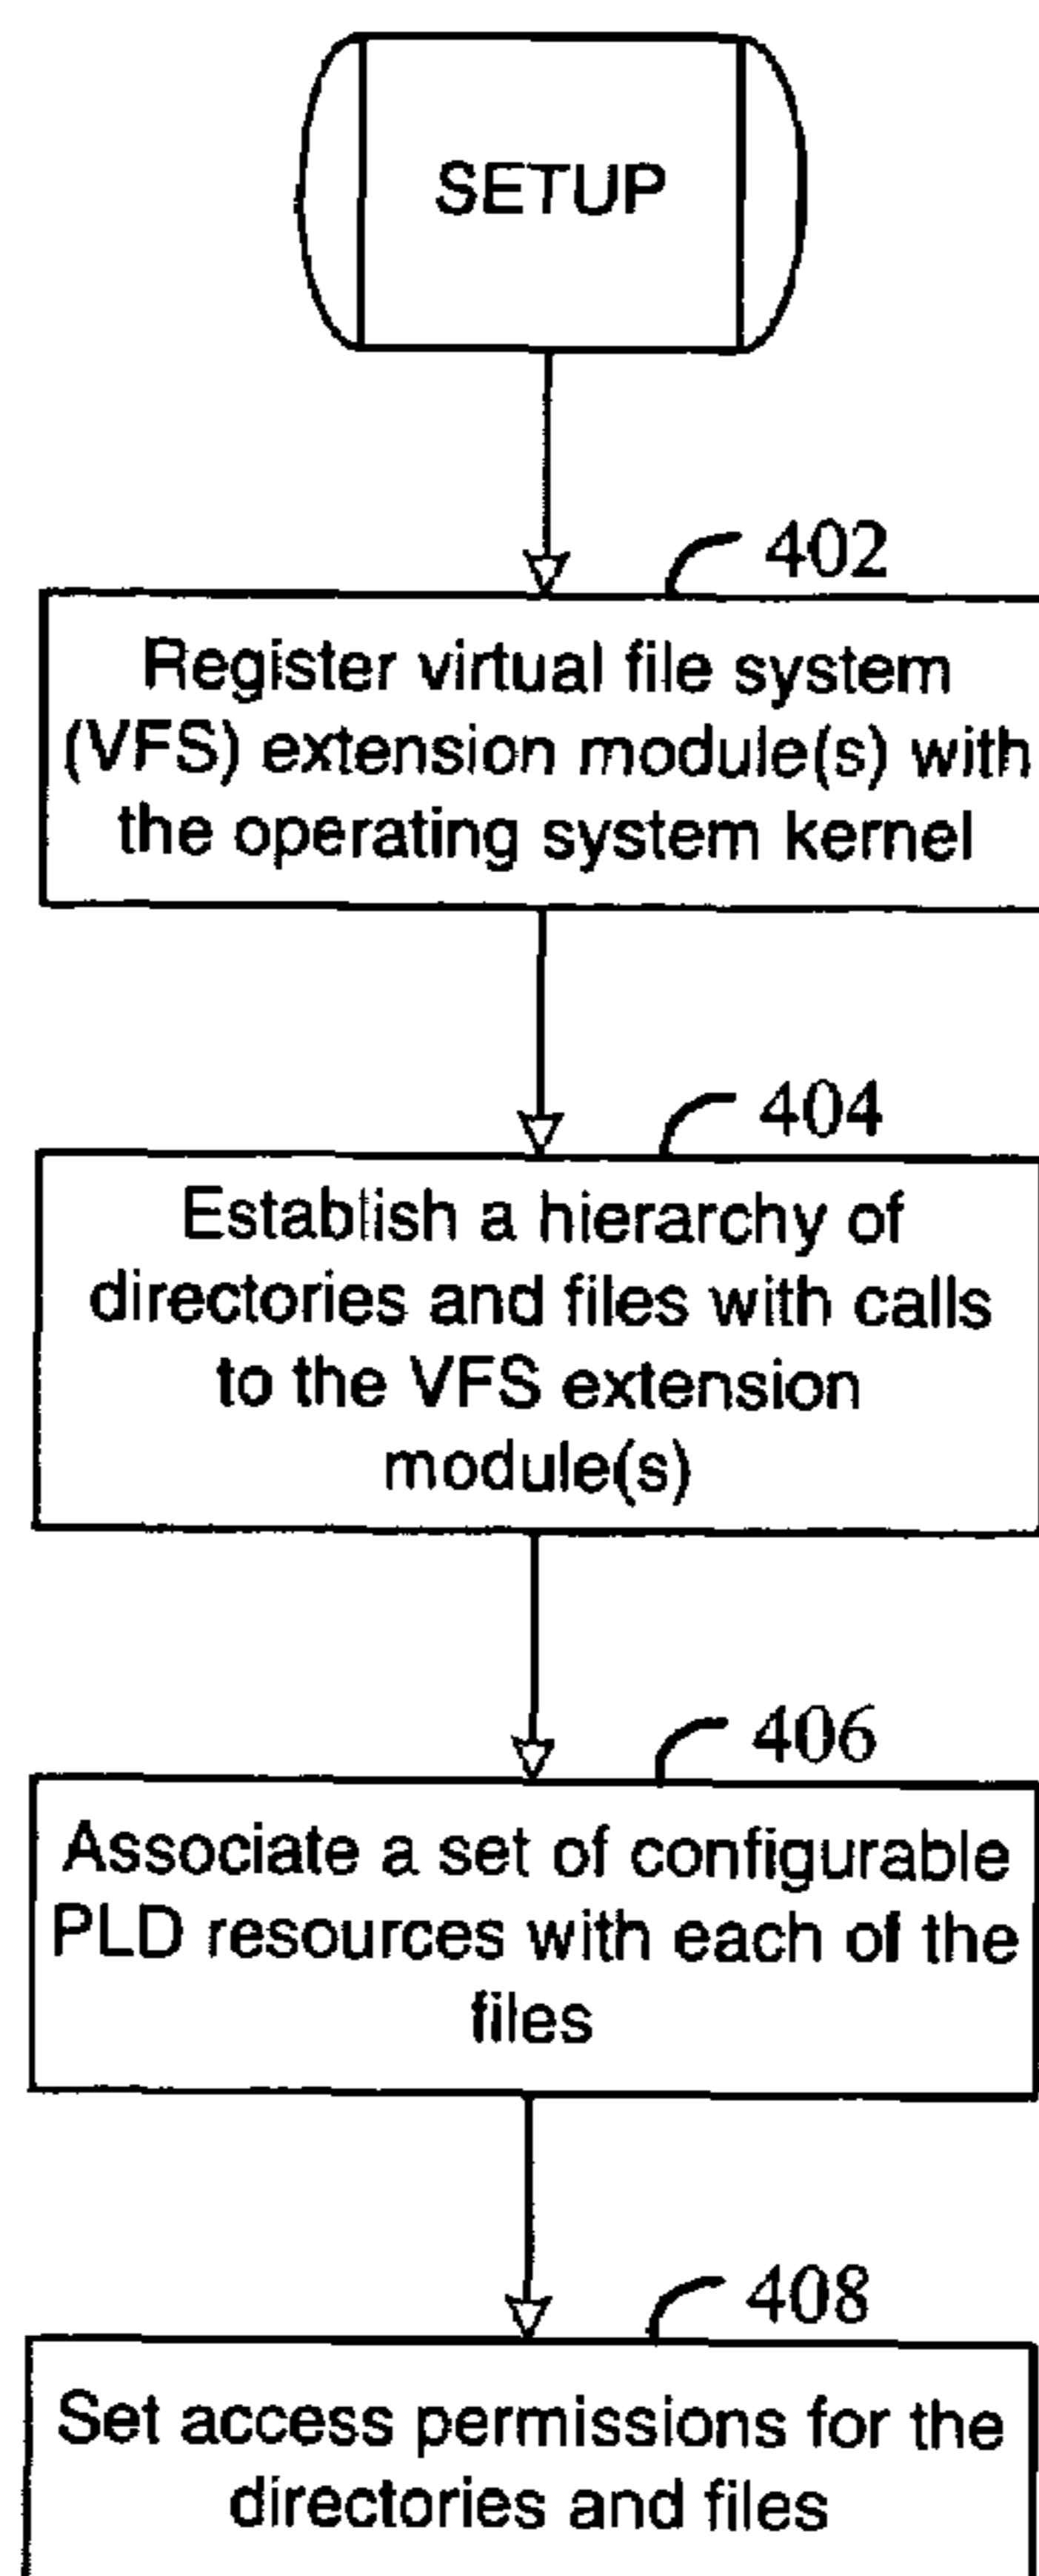 SETUP
402
Register virtual file system
(VFS) extension module(s) with
the operating system kernel
404
Establish a hierarchy of
directories and files with calls
to the VFS extension
module(s)
406
Associate a set of configurable
PLD resources with each of the
files
408
Set access permissions for the
directories and files